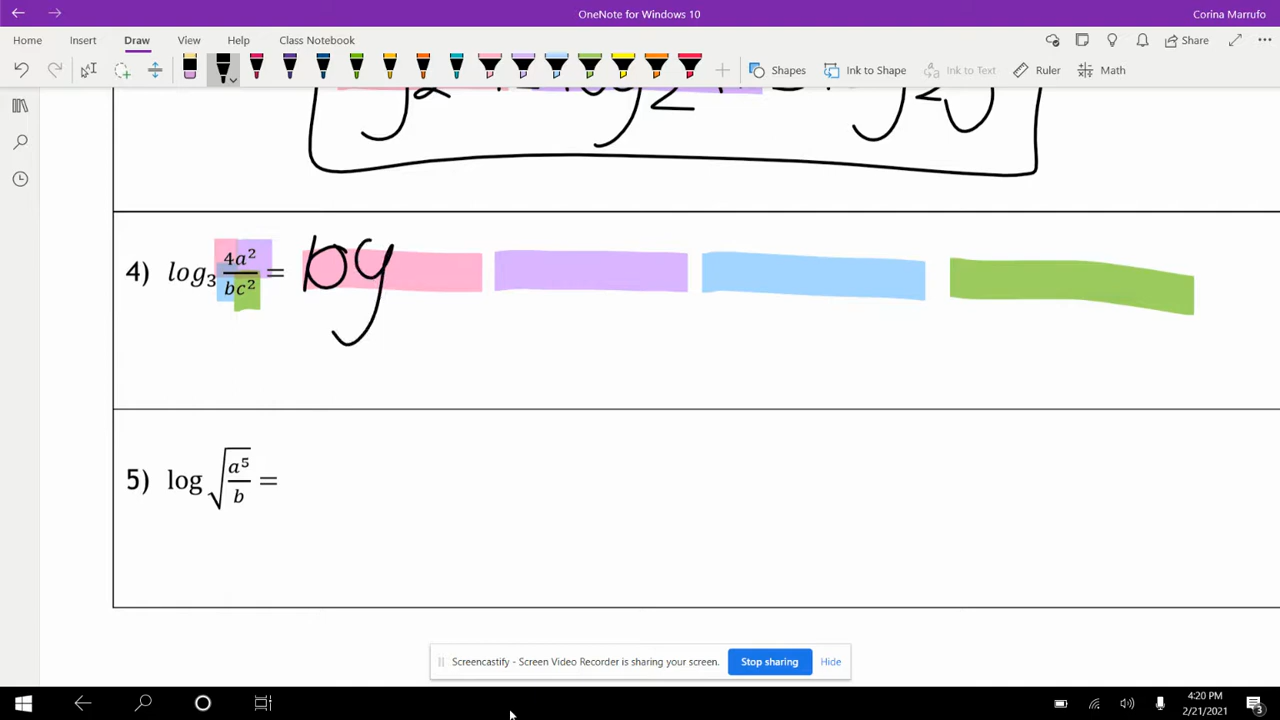 OneNote for Windows 10
Corina Marrufo
Home Insert Draw View Help Class Notebook
Share
Shapes Ink to Shape Ink to Text Ruler Math
4) log₃ 4a²/bc² = log
5) log √(a⁵/b) =
Screencastify - Screen Video Recorder is sharing your screen. Stop sharing Hide
4:20 PM
2/21/2021
3